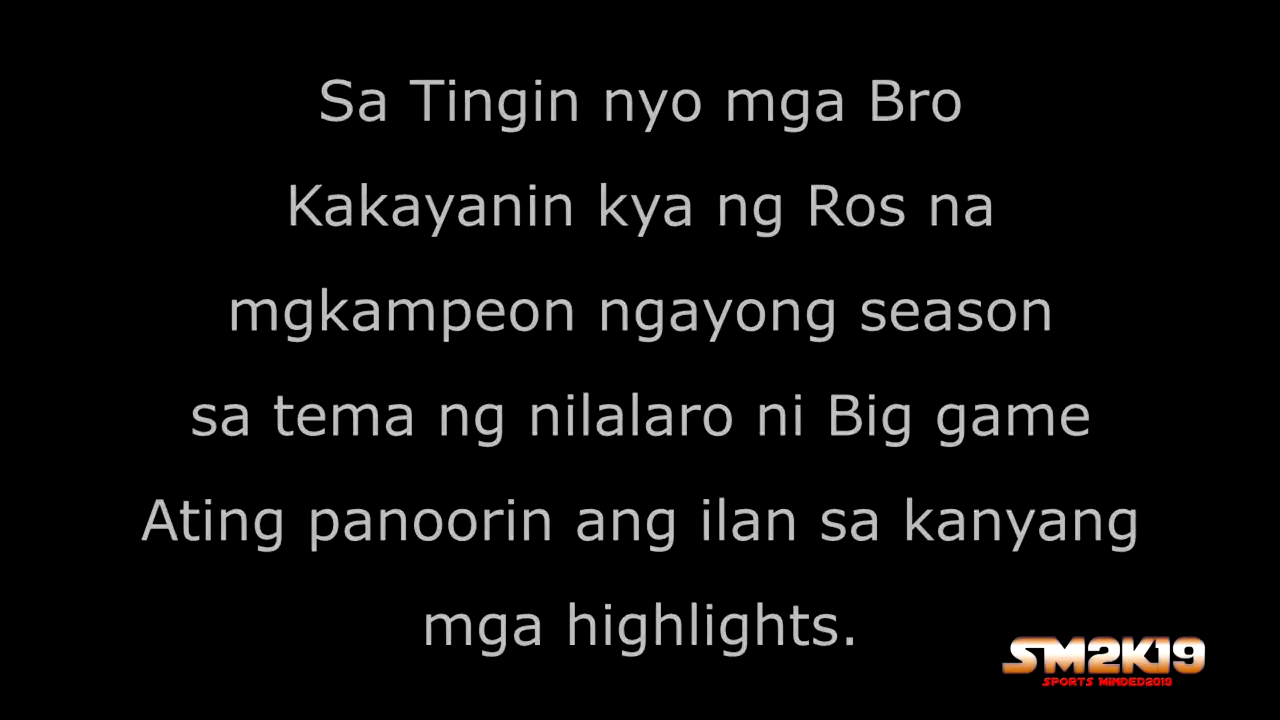 Sa Tingin nyo mga Bro
Kakayanin kya ng Ros na
mgkampeon ngayong season
sa tema ng nilalaro ni Big game
Ating panoorin ang ilan sa kanyang
mga highlights.
SM2K19
SPORTS MINDED2019